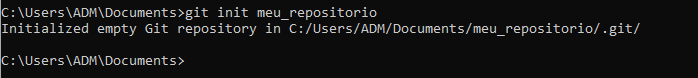 C:\Users\ADM\Documents>git init meu_repositorio
Initialized empty Git repository in C:/Users/ADM/Documents/meu_repositorio/.git/
C:\Users\ADM\Documents>